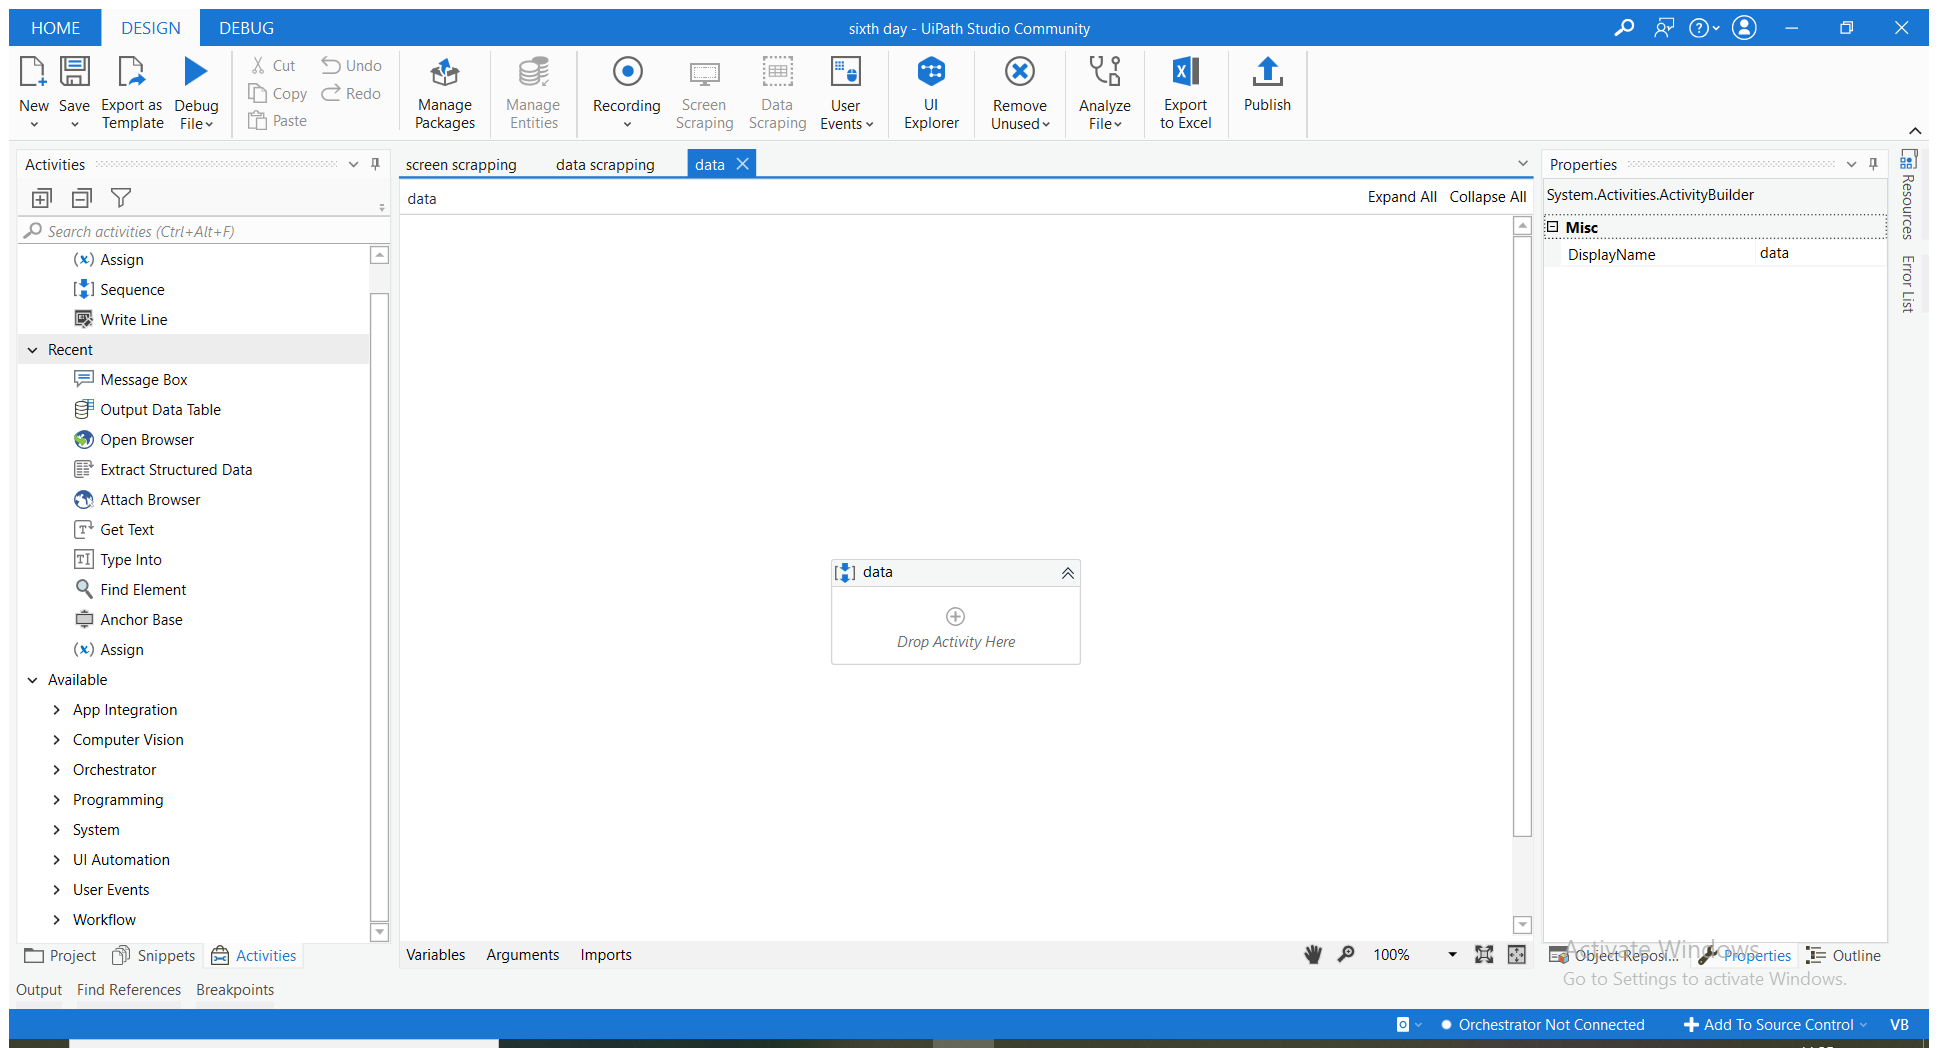 HOME DESIGN DEBUG
sixth day - UiPath Studio Community
New Save Export as Template Debug File
Cut Undo
Copy Redo
Paste
Manage Packages
Manage Entities
Recording
Screen Scraping
Data Scraping
User Events
UI Explorer
Remove Unused
Analyze File
Export to Excel
Publish
Activities
Search activities (Ctrl+Alt+F)
Assign
Sequence
Write Line
Recent
Message Box
Output Data Table
Open Browser
Extract Structured Data
Attach Browser
Get Text
Type Into
Find Element
Anchor Base
Assign
Available
App Integration
Computer Vision
Orchestrator
Programming
System
UI Automation
User Events
Workflow
Project Snippets Activities
screen scrapping data scrapping data
data Expand All Collapse All
data
Drop Activity Here
Variables Arguments Imports 100%
Properties
System.Activities.ActivityBuilder
Misc
DisplayName data
Resources
Error List
Activate Windows
Object Reposi... Properties Outline
Go to Settings to activate Windows.
Output Find References Breakpoints
Orchestrator Not Connected Add To Source Control VB